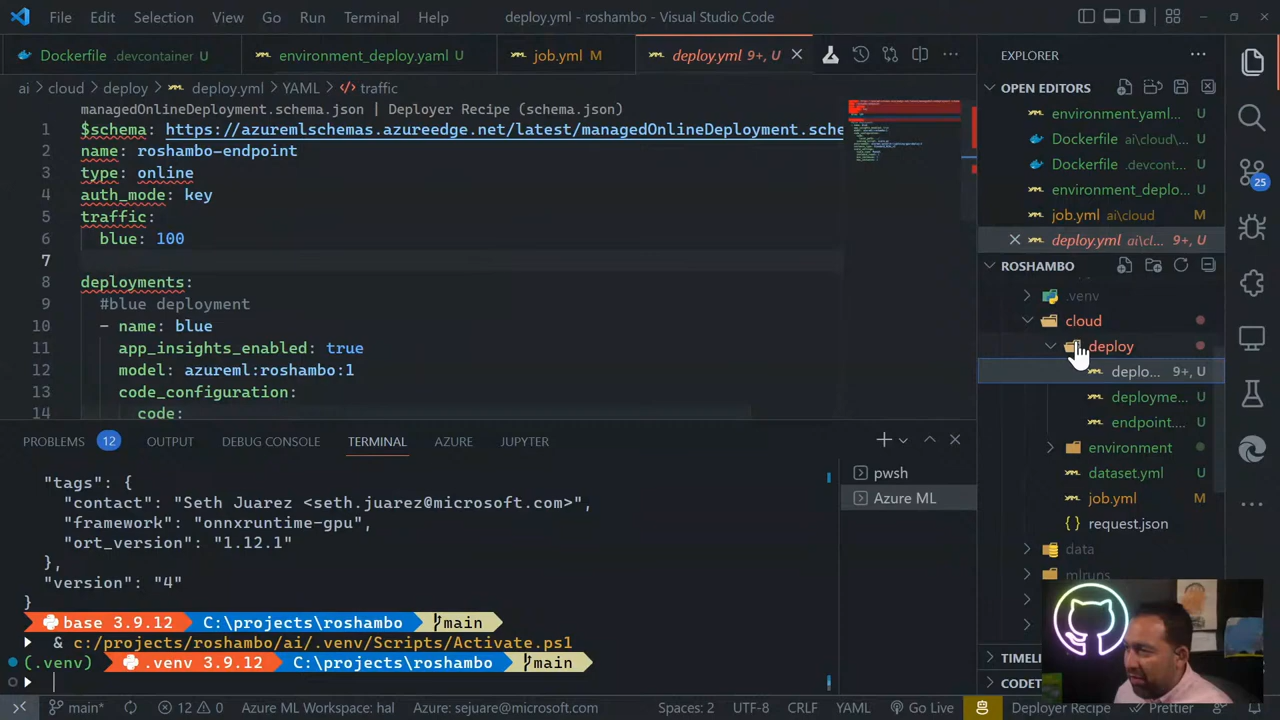 File Edit Selection View Go Run Terminal Help
deploy.yml - roshambo - Visual Studio Code
Dockerfile .devcontainer U
environment_deploy.yaml U
job.yml M
deploy.yml 9+, U
ai > cloud > deploy > deploy.yml > YAML > traffic
managedOnlineDeployment.schema.json | Deployer Recipe (schema.json)
1 $schema: https://azuremlschemas.azureedge.net/latest/managedOnlineDeployment.sche
2 name: roshambo-endpoint
3 type: online
4 auth_mode: key
5 traffic:
6 blue: 100
7
8 deployments:
9 #blue deployment
10 - name: blue
11 app_insights_enabled: true
12 model: azureml:roshambo:1
13 code_configuration:
14 code:
PROBLEMS 12 OUTPUT DEBUG CONSOLE TERMINAL AZURE JUPYTER
"tags": {
"contact": "Seth Juarez <seth.juarez@microsoft.com>",
"framework": "onnxruntime-gpu",
"ort_version": "1.12.1"
},
"version": "4"
}
base 3.9.12 C:\projects\roshambo main
& c:/projects/roshambo/ai/.venv/Scripts/Activate.ps1
(.venv) .venv 3.9.12 C:\projects\roshambo main
pwsh
Azure ML
EXPLORER
OPEN EDITORS
environment.yaml...
Dockerfile ai\cloud\...
Dockerfile .devcont...
environment_deplo...
job.yml ai\cloud M
deploy.yml ai\cl... 9+, U
ROSHAMBO
.venv
cloud
deploy
deplo... 9+, U
deployme... U
endpoint.... U
environment
dataset.yml U
job.yml M
request.json
data
mlruns
TIMELI
CODET
25
main* 12 0 Azure ML Workspace: hal Azure: sejuare@microsoft.com Spaces: 2 UTF-8 CRLF YAML Go Live Deployer Recipe Prettier